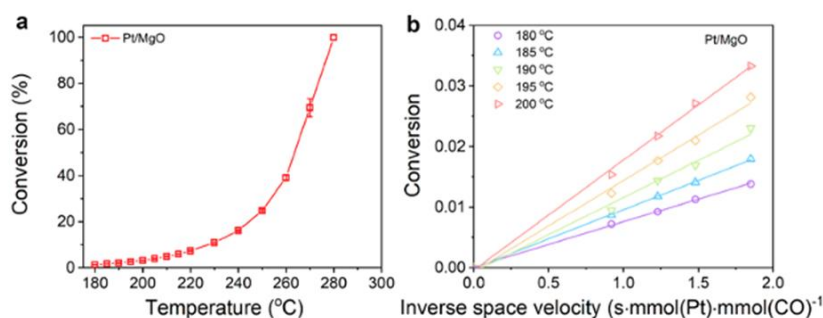 a
Pt/MgO
Conversion (%)
100
80
60
40
20
0
180 200 220 240 260 280 300
Temperature (°C)
b
180 °C
185 °C
190 °C
195 °C
200 °C
Pt/MgO
Conversion
0.04
0.03
0.02
0.01
0.00
0.0 0.5 1.0 1.5 2.0
Inverse space velocity (s·mmol(Pt)·mmol(CO)⁻¹